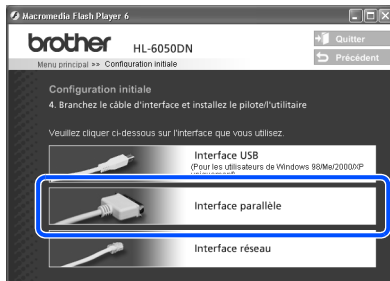 Macromedia Flash Player 6
brother
HL-6050DN
Quitter
Précédent
Menu principal >> Configuration initiale
Configuration initiale
4. Branchez le câble d'interface et installez le pilote/l'utilitaire
Veuillez cliquer ci-dessous sur l'interface que vous utilisez.
Interface USB
(Pour les utilisateurs de Windows 98/Me/2000/XP
uniquement)
Interface parallèle
Interface réseau